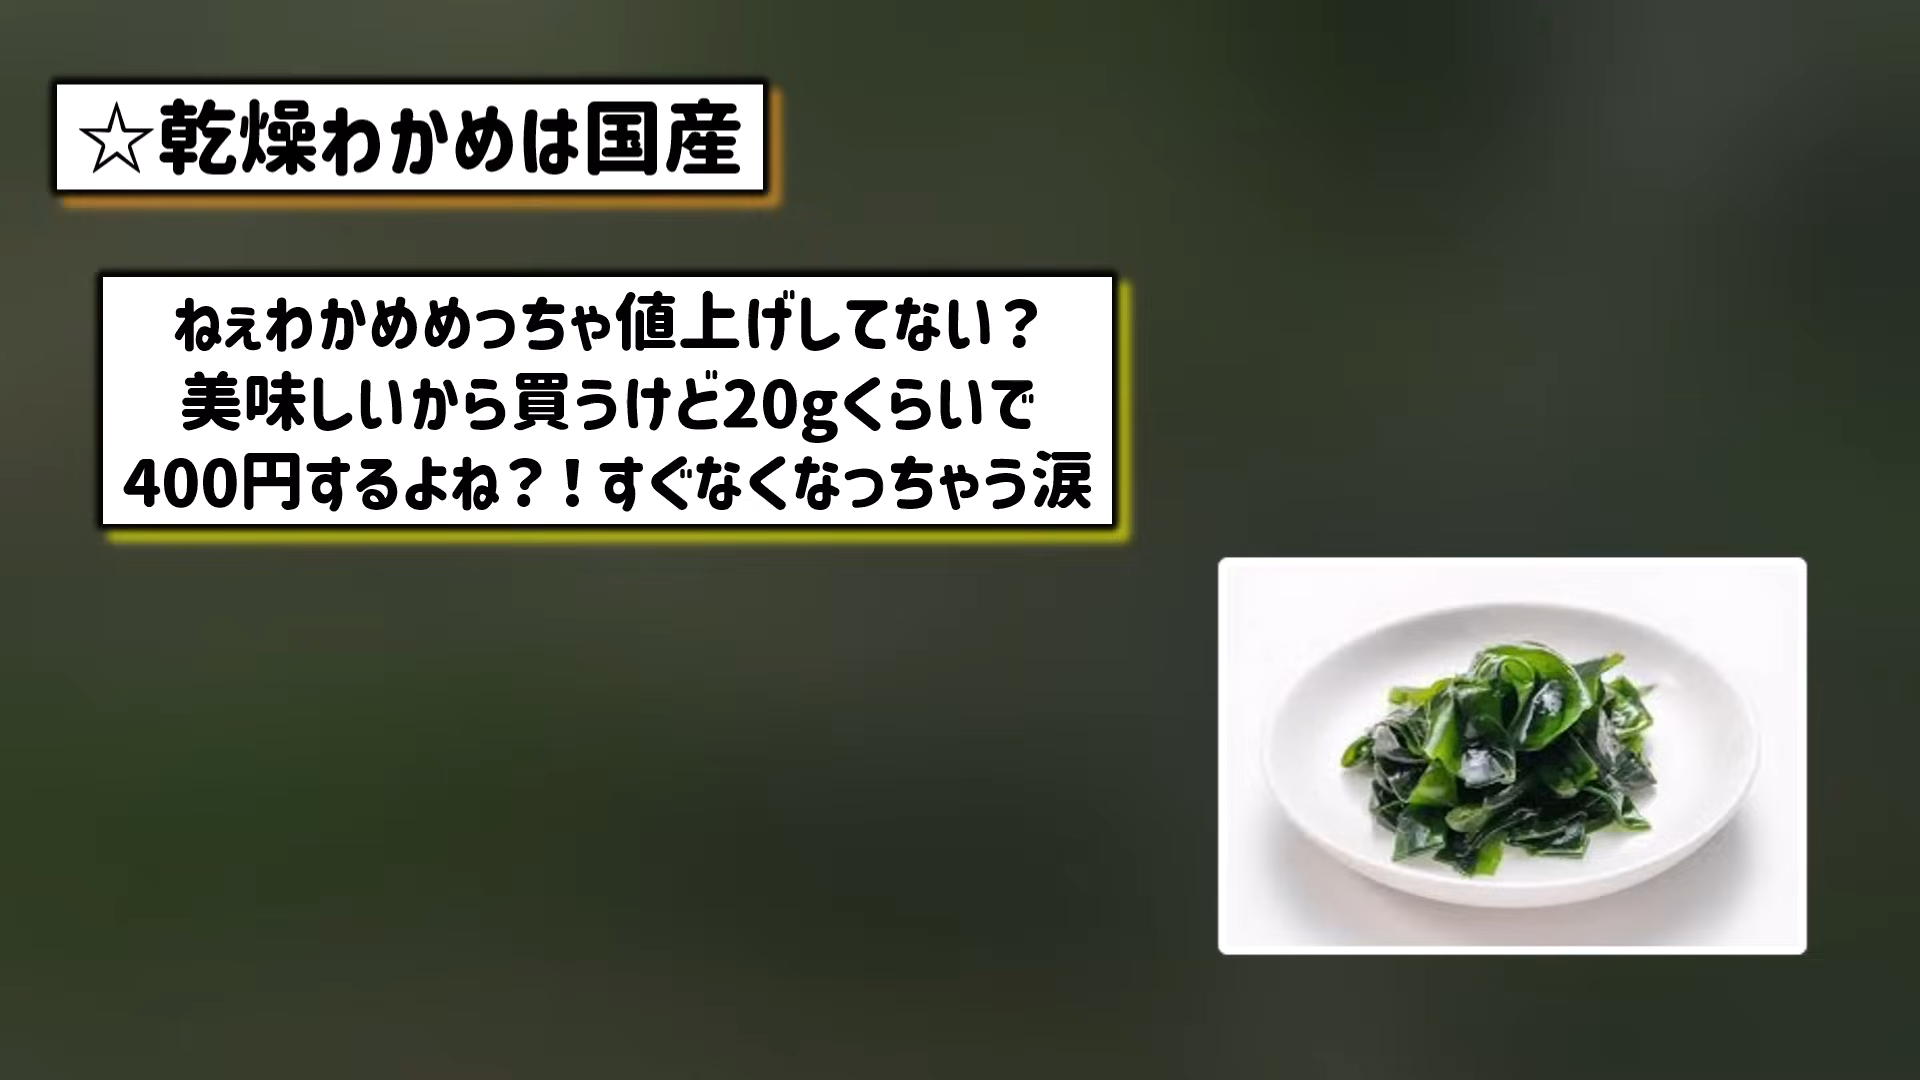 ☆乾燥わかめは国産
ねぇわかめめっちゃ値上げしてない？
美味しいから買うけど20gくらいで
400円するよね？！すぐなくなっちゃう涙